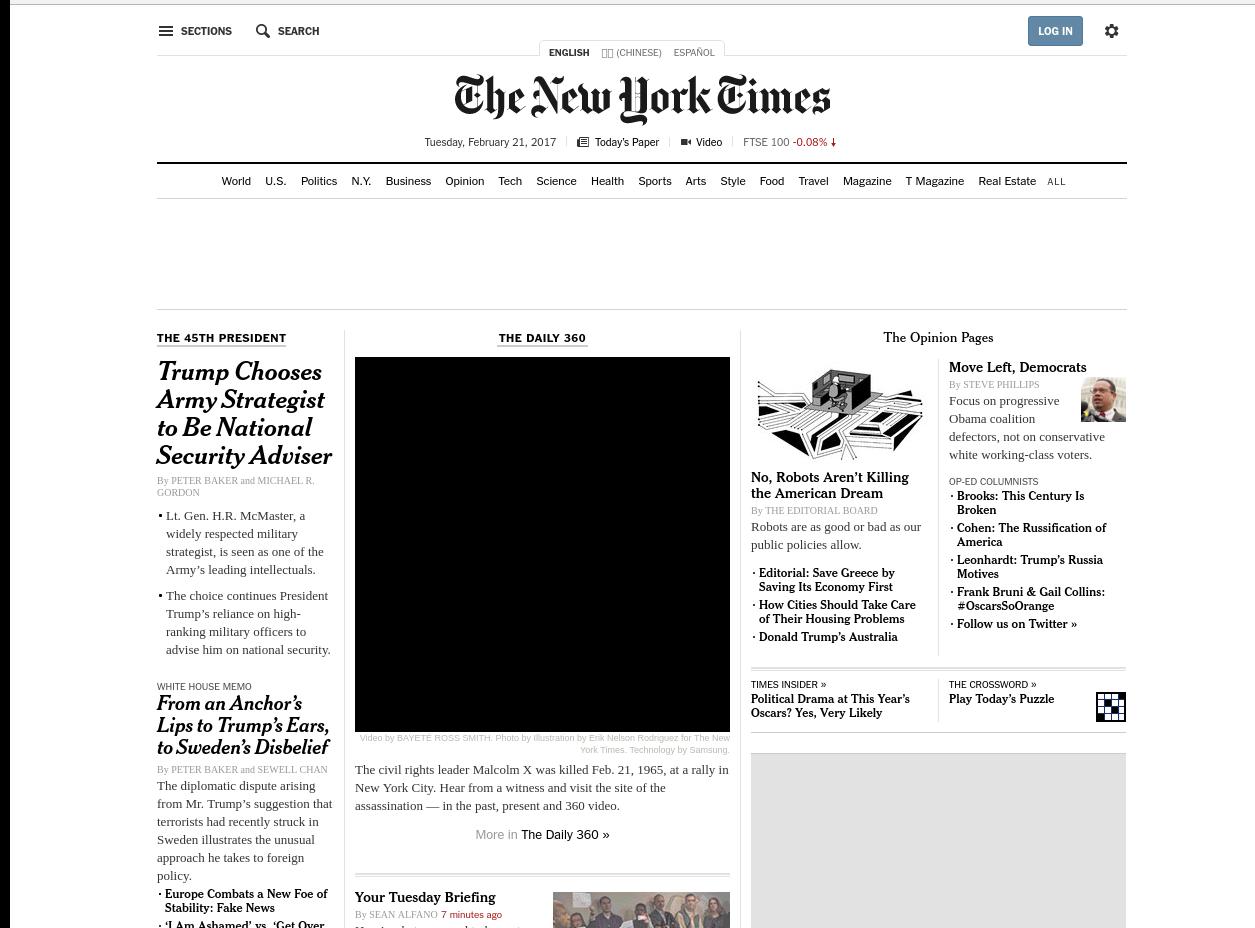 SECTIONS
SEARCH
LOG IN
ENGLISH
(CHINESE)
ESPAÑOL
The New York Times
Tuesday, February 21, 2017
Today's Paper
Video
FTSE 100 -0.08% ↓
World U.S. Politics N.Y. Business Opinion Tech Science Health Sports Arts Style Food Travel Magazine T Magazine Real Estate ALL
THE 45TH PRESIDENT
Trump Chooses
Army Strategist
to Be National
Security Adviser
By PETER BAKER and MICHAEL R.
GORDON
• Lt. Gen. H.R. McMaster, a
widely respected military
strategist, is seen as one of the
Army's leading intellectuals.
• The choice continues President
Trump's reliance on high-
ranking military officers to
advise him on national security.
WHITE HOUSE MEMO
From an Anchor's
Lips to Trump's Ears,
to Sweden's Disbelief
By PETER BAKER and SEWELL CHAN
The diplomatic dispute arising
from Mr. Trump's suggestion that
terrorists had recently struck in
Sweden illustrates the unusual
approach he takes to foreign
policy.
· Europe Combats a New Foe of
Stability: Fake News
· 'I Am Ashamed' vs. 'Get Over
THE DAILY 360
Video by BAYETÉ ROSS SMITH. Photo by Illustration by Erik Nelson Rodriguez for The New
York Times. Technology by Samsung.
The civil rights leader Malcolm X was killed Feb. 21, 1965, at a rally in
New York City. Hear from a witness and visit the site of the
assassination — in the past, present and 360 video.
More in The Daily 360 »
Your Tuesday Briefing
By SEAN ALFANO 7 minutes ago
The Opinion Pages
No, Robots Aren't Killing
the American Dream
By THE EDITORIAL BOARD
Robots are as good or bad as our
public policies allow.
· Editorial: Save Greece by
Saving Its Economy First
· How Cities Should Take Care
of Their Housing Problems
· Donald Trump's Australia
Move Left, Democrats
By STEVE PHILLIPS
Focus on progressive
Obama coalition
defectors, not on conservative
white working-class voters.
OP-ED COLUMNISTS
· Brooks: This Century Is
Broken
· Cohen: The Russification of
America
· Leonhardt: Trump's Russia
Motives
· Frank Bruni & Gail Collins:
#OscarsSoOrange
· Follow us on Twitter »
TIMES INSIDER »
Political Drama at This Year's
Oscars? Yes, Very Likely
THE CROSSWORD »
Play Today's Puzzle